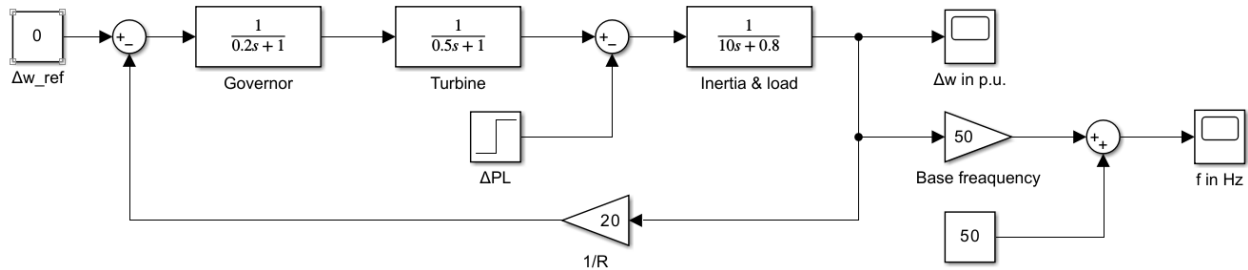 0
Δw_ref
+
−
1
0.2s + 1
Governor
1
0.5s + 1
Turbine
+
−
1
10s + 0.8
Inertia & load
Δw in p.u.
ΔPL
50
Base freaquency
+
+
f in Hz
20
1/R
50